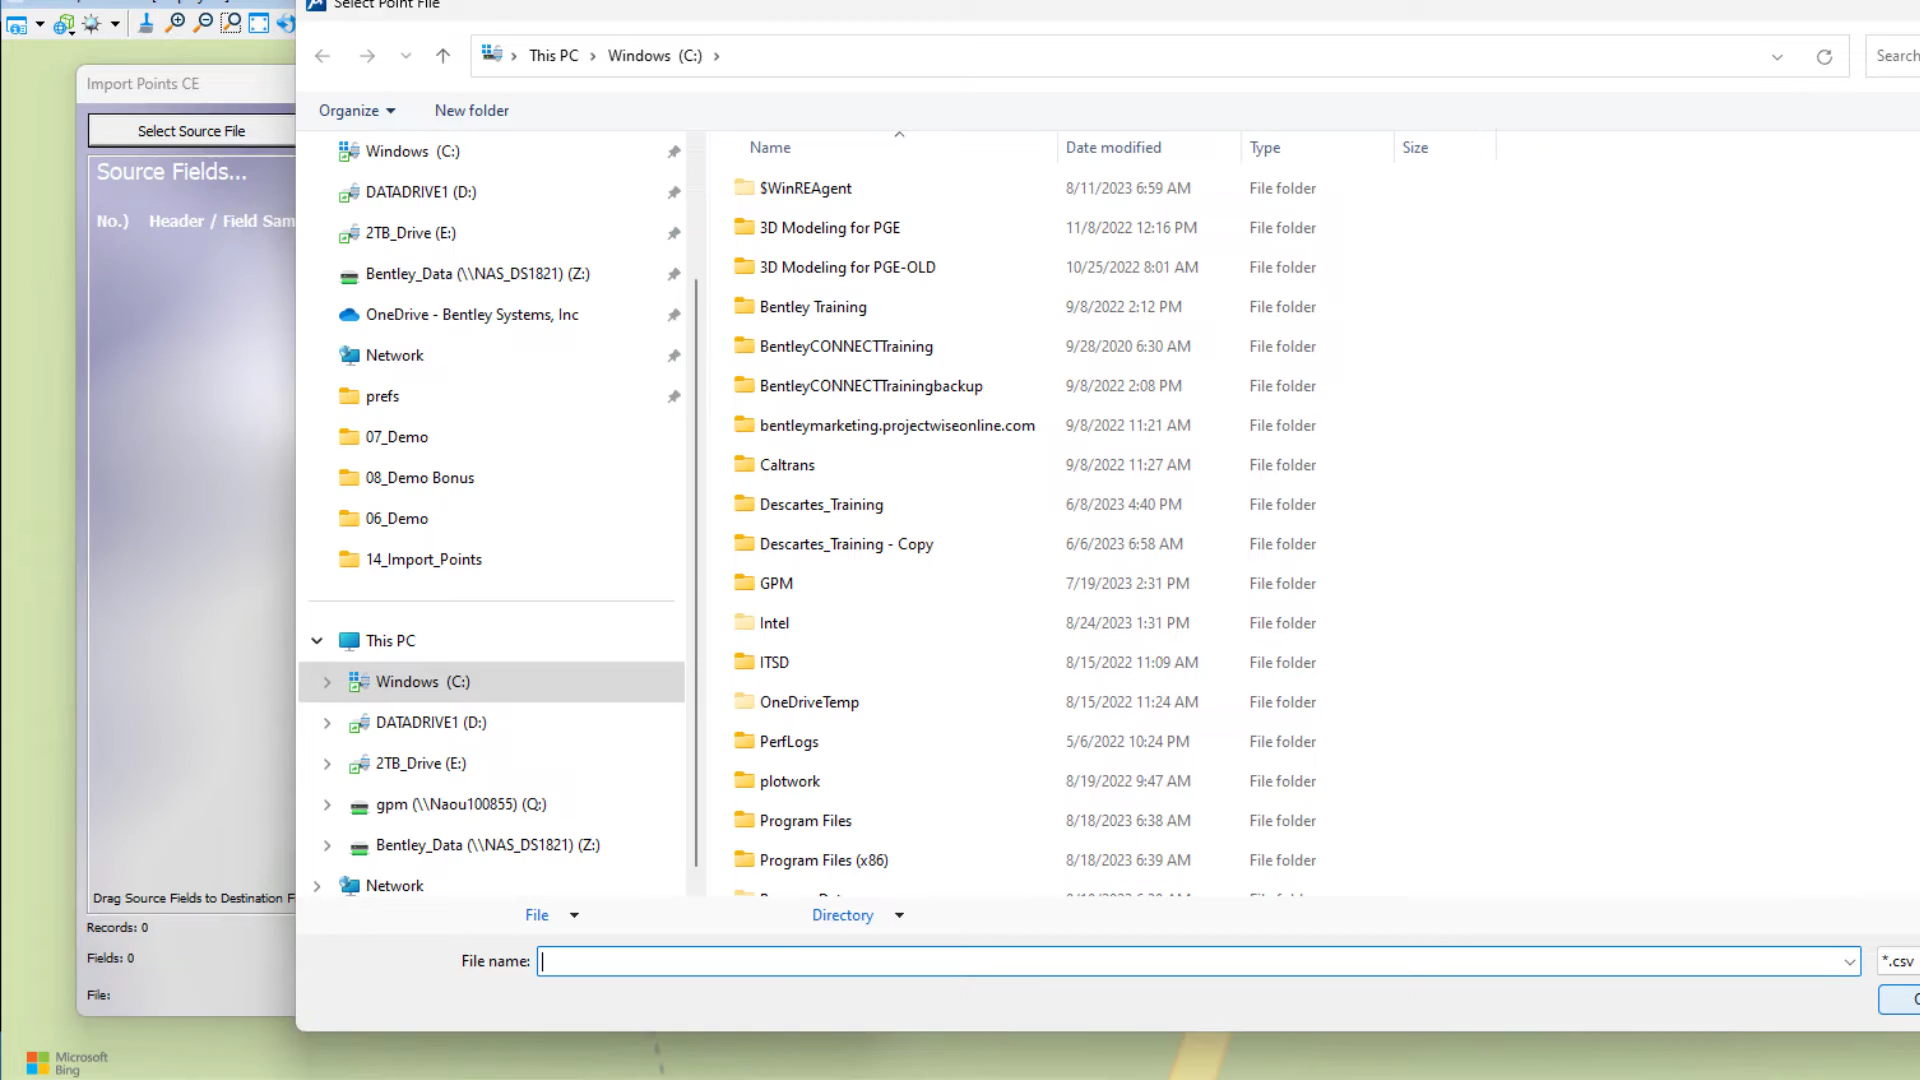 Select Point File
This PC
Windows (C:)
Search
Import Points CE
Organize
New folder
Select Source File
Source Fields...
No.) Header / Field Sam
Windows (C:)
DATADRIVE1 (D:)
2TB_Drive (E:)
Bentley_Data (\\NAS_DS1821) (Z:)
OneDrive - Bentley Systems, Inc
Network
prefs
07_Demo
08_Demo Bonus
06_Demo
14_Import_Points
This PC
Windows (C:)
DATADRIVE1 (D:)
2TB_Drive (E:)
gpm (\\Naou100855) (Q:)
Bentley_Data (\\NAS_DS1821) (Z:)
Network
Name Date modified Type Size
$WinREAgent 8/11/2023 6:59 AM File folder
3D Modeling for PGE 11/8/2022 12:16 PM File folder
3D Modeling for PGE-OLD 10/25/2022 8:01 AM File folder
Bentley Training 9/8/2022 2:12 PM File folder
BentleyCONNECTTraining 9/28/2020 6:30 AM File folder
BentleyCONNECTTrainingbackup 9/8/2022 2:08 PM File folder
bentleymarketing.projectwiseonline.com 9/8/2022 11:21 AM File folder
Caltrans 9/8/2022 11:27 AM File folder
Descartes_Training 6/8/2023 4:40 PM File folder
Descartes_Training - Copy 6/6/2023 6:58 AM File folder
GPM 7/19/2023 2:31 PM File folder
Intel 8/24/2023 1:31 PM File folder
ITSD 8/15/2022 11:09 AM File folder
OneDriveTemp 8/15/2022 11:24 AM File folder
PerfLogs 5/6/2022 10:24 PM File folder
plotwork 8/19/2022 9:47 AM File folder
Program Files 8/18/2023 6:38 AM File folder
Program Files (x86) 8/18/2023 6:39 AM File folder
Drag Source Fields to Destination F
Records: 0
Fields: 0
File:
File
Directory
File name:
*.csv
Microsoft
Bing